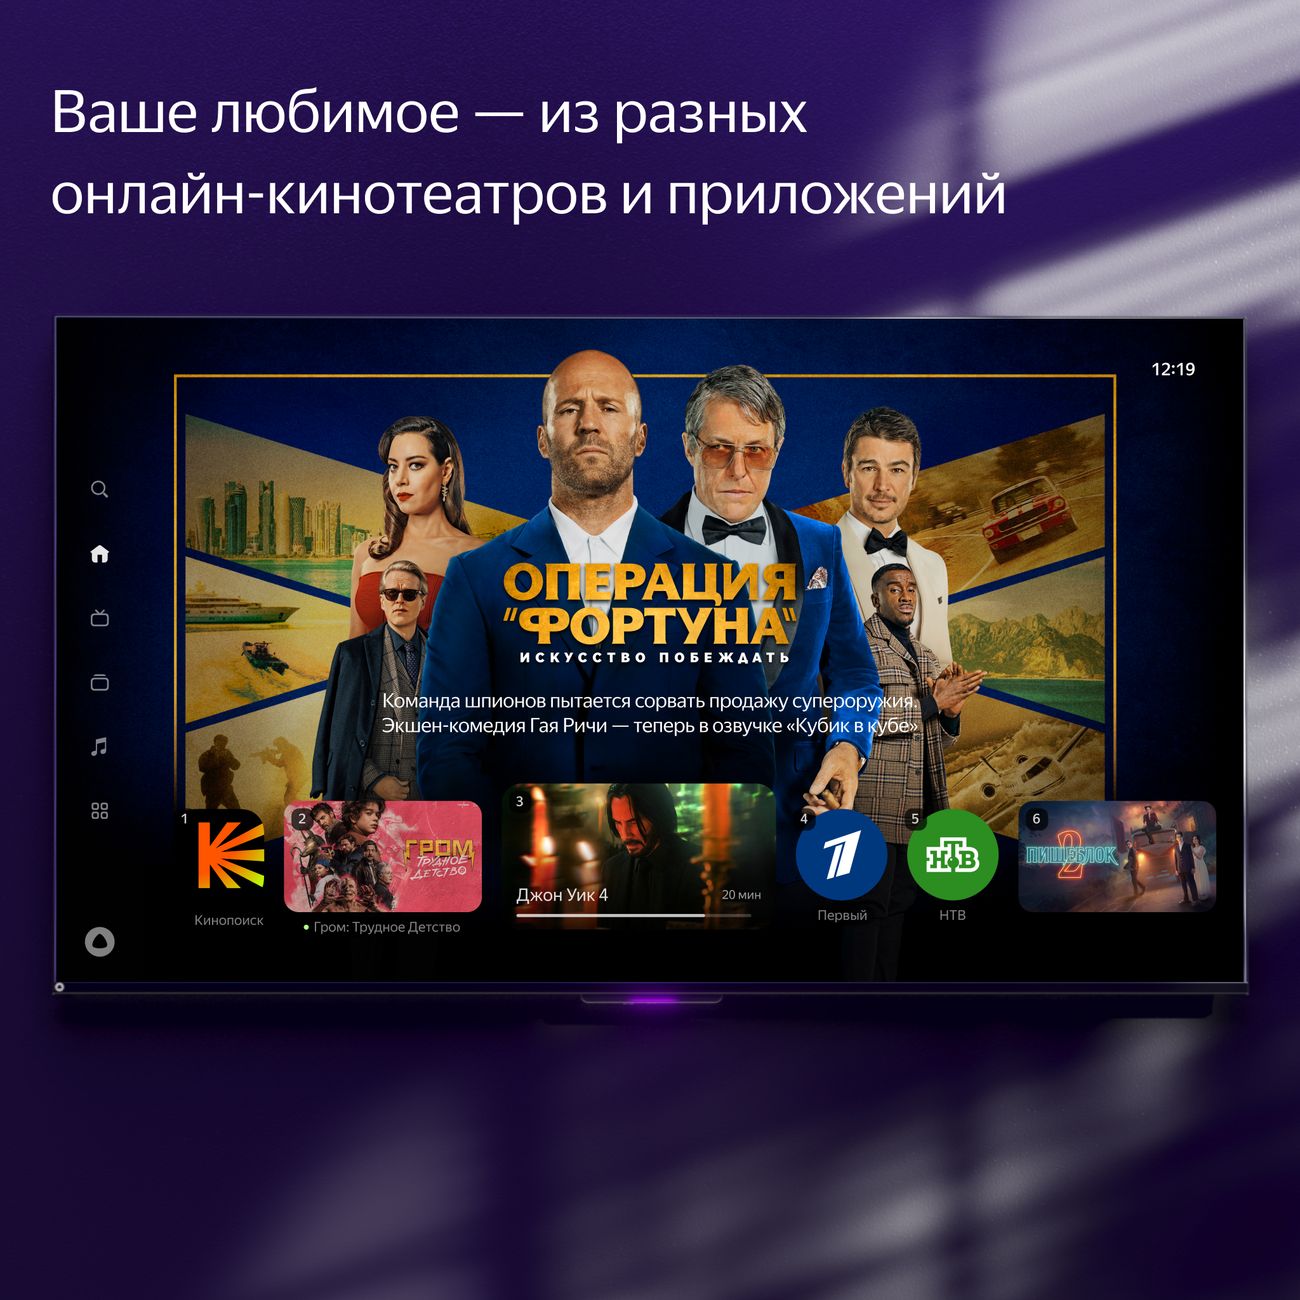 Ваше любимое — из разных
онлайн-кинотеатров и приложений
12:19
ОПЕРАЦИЯ
"ФОРТУНА"
ИСКУССТВО ПОБЕЖДАТЬ
Команда шпионов пытается сорвать продажу супероружия.
Экшен-комедия Гая Ричи — теперь в озвучке «Кубик в кубе»
1
Кинопоиск
2
ГРОМ
ТРУДНОЕ
ДЕТСТВО
• Гром: Трудное Детство
3
Джон Уик 4
20 мин
4
1
Первый
5
НТВ
НТВ
6
ПИЩЕБЛОК
2